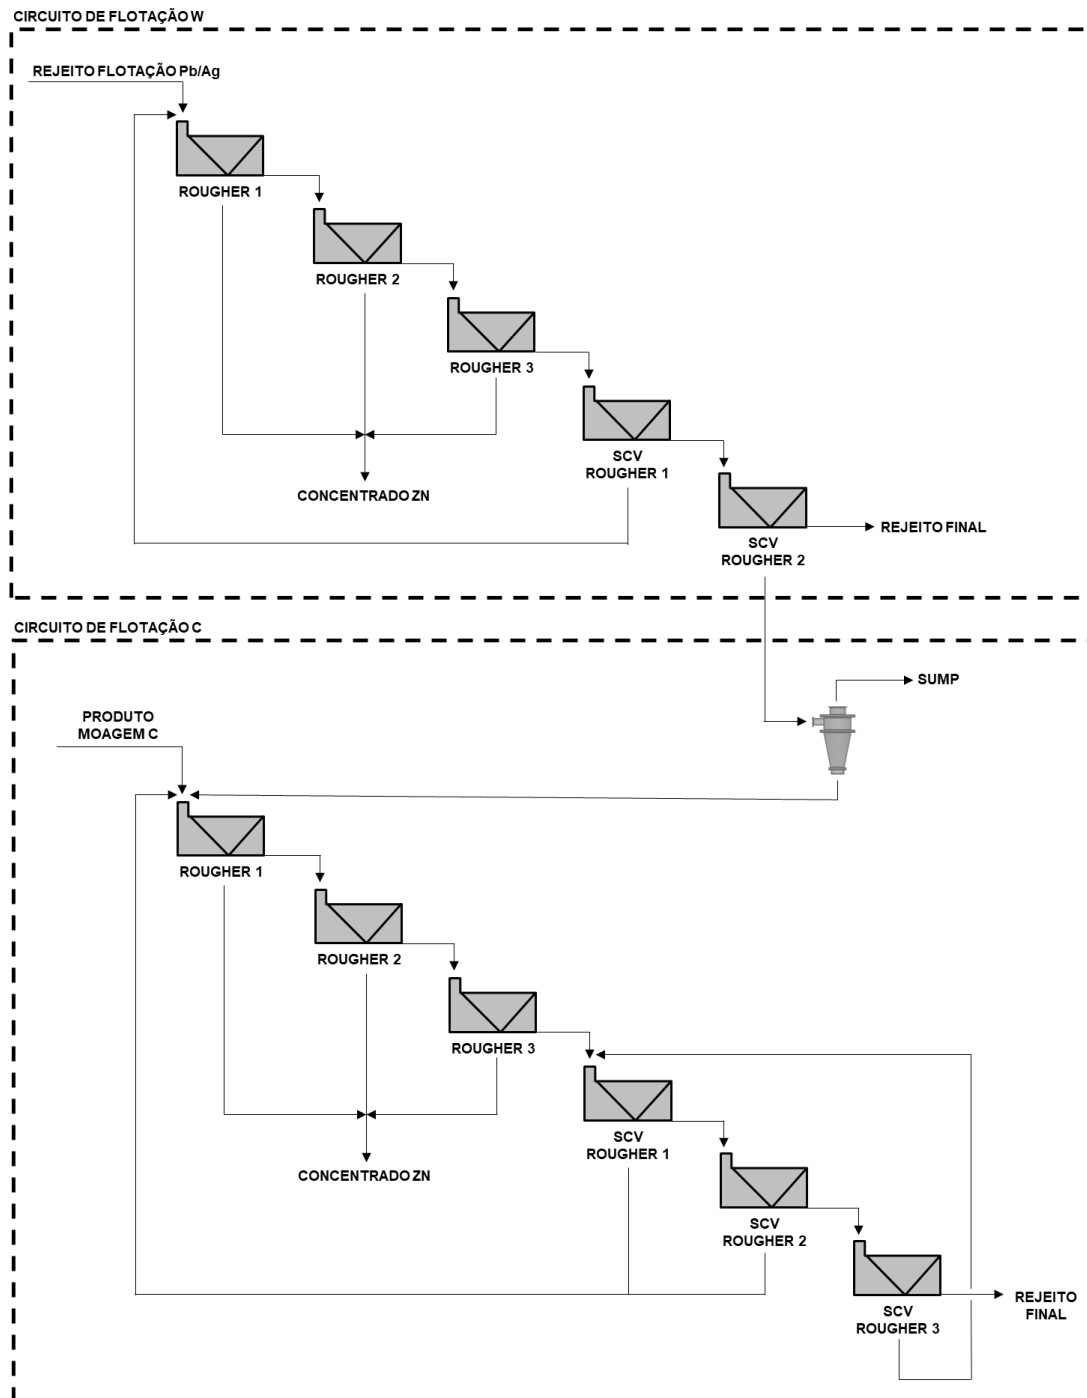 CIRCUITO DE FLOTAÇÃO W
REJEITO FLOTAÇÃO Pb/Ag
ROUGHER 1
ROUGHER 2
ROUGHER 3
SCV
ROUGHER 1
CONCENTRADO ZN
REJEITO FINAL
SCV
ROUGHER 2
CIRCUITO DE FLOTAÇÃO C
SUMP
PRODUTO
MOAGEM C
ROUGHER 1
ROUGHER 2
ROUGHER 3
SCV
ROUGHER 1
CONCENTRADO ZN
SCV
ROUGHER 2
REJEITO
FINAL
SCV
ROUGHER 3